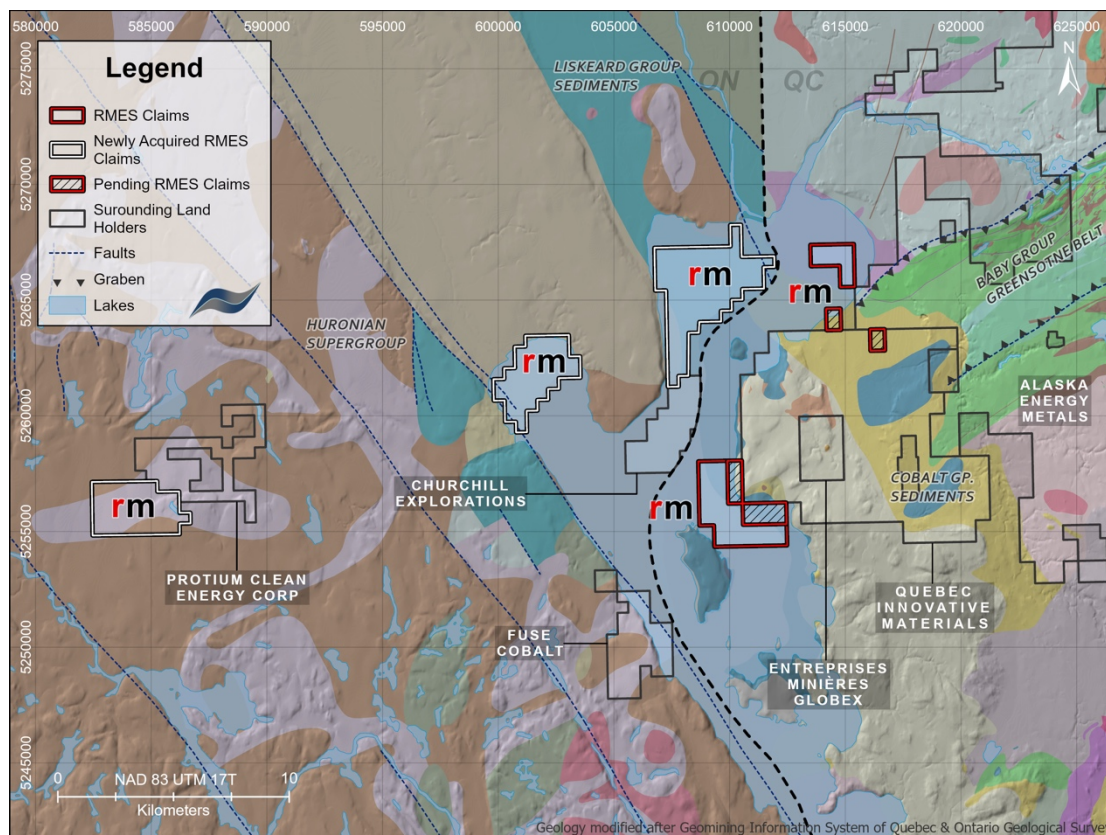 580000 585000 590000 595000 600000 605000 610000 615000 620000 625000
Legend
RMES Claims
Newly Acquired RMES
Claims
Pending RMES Claims
Surounding Land
Holders
Faults
Graben
Lakes
N
ON QC
LISKEARD GROUP
SEDIMENTS
5275000
5270000
5265000
5260000
5255000
5250000
5245000
BABY GROUP
GREENSOTNE BELT
HURONIAN
SUPERGROUP
rm
rm
rm
rm
rm
ALASKA
ENERGY
METALS
COBALT GP.
SEDIMENTS
CHURCHILL
EXPLORATIONS
PROTIUM CLEAN
ENERGY CORP
QUEBEC
INNOVATIVE
MATERIALS
FUSE
COBALT
ENTREPRISES
MINIÈRES
GLOBEX
0 NAD 83 UTM 17T 10
Kilometers
Geology modified after Geomining Information System of Quebec & Ontario Geological Survey